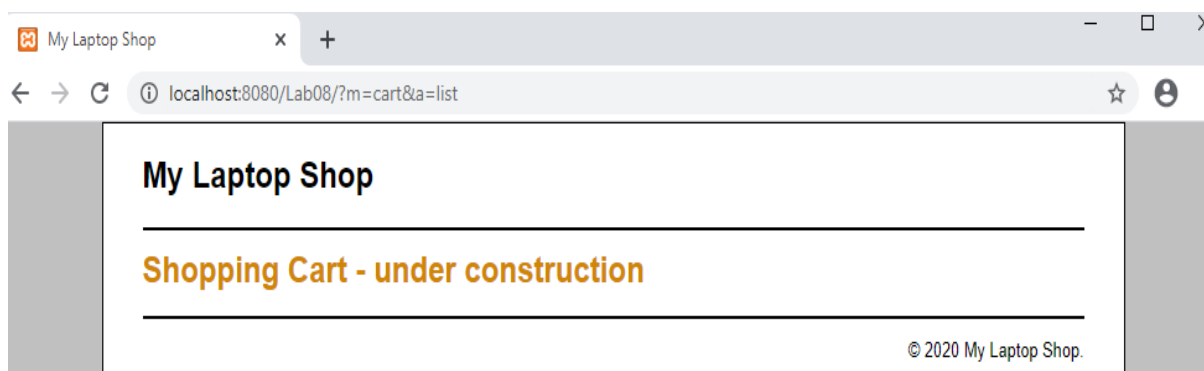 My Laptop Shop
localhost:8080/Lab08/?m=cart&a=list
My Laptop Shop
Shopping Cart - under construction
© 2020 My Laptop Shop.